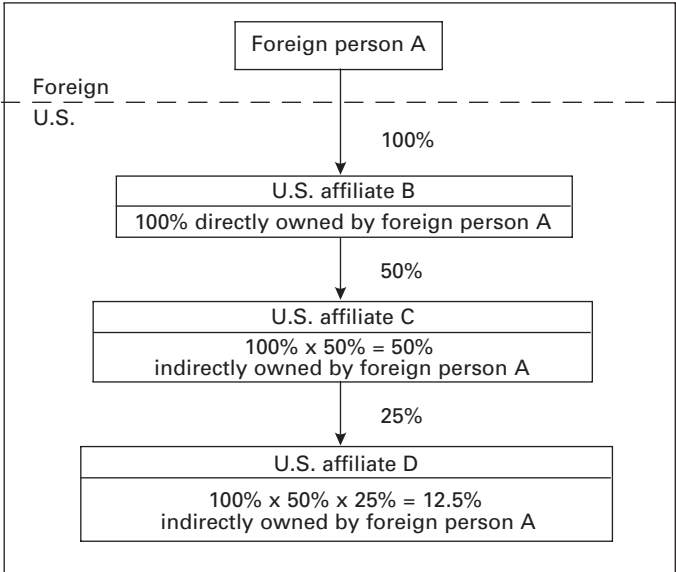 Foreign person A
Foreign
U.S.
100%
U.S. affiliate B
100% directly owned by foreign person A
50%
U.S. affiliate C
100% x 50% = 50%
indirectly owned by foreign person A
25%
U.S. affiliate D
100% x 50% x 25% = 12.5%
indirectly owned by foreign person A